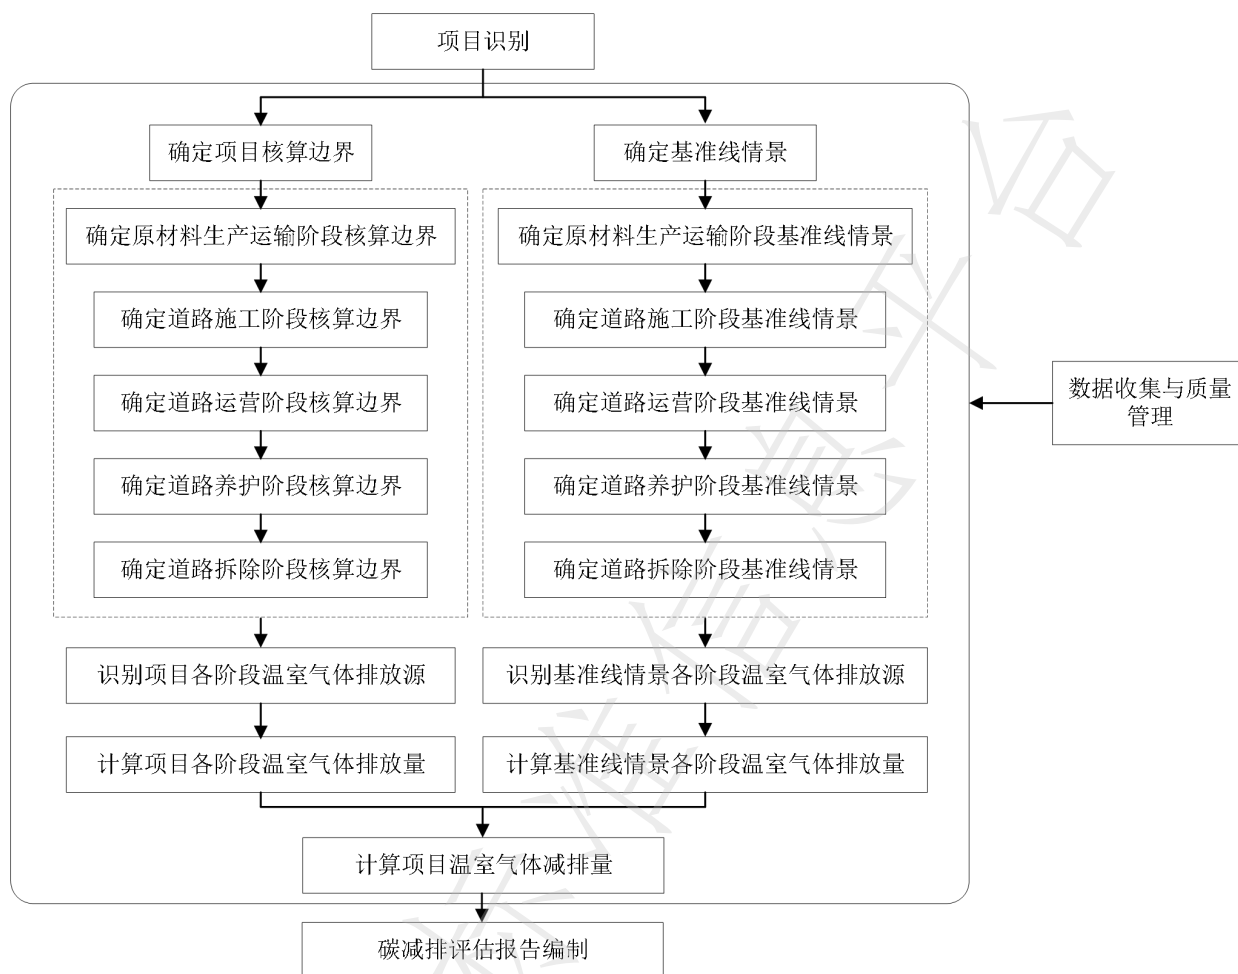 项目识别
确定项目核算边界
确定基准线情景
确定原材料生产运输阶段核算边界
确定原材料生产运输阶段基准线情景
确定道路施工阶段核算边界
确定道路施工阶段基准线情景
确定道路运营阶段核算边界
确定道路运营阶段基准线情景
数据收集与质量
管理
确定道路养护阶段核算边界
确定道路养护阶段基准线情景
确定道路拆除阶段核算边界
确定道路拆除阶段基准线情景
识别项目各阶段温室气体排放源
识别基准线情景各阶段温室气体排放源
计算项目各阶段温室气体排放量
计算基准线情景各阶段温室气体排放量
计算项目温室气体减排量
碳减排评估报告编制
标准信息平台